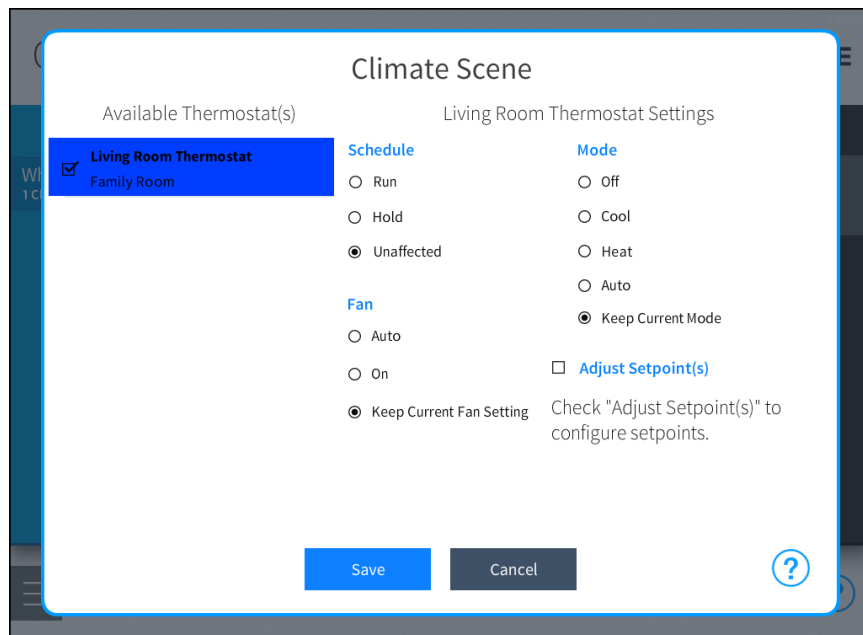 Climate Scene
Available Thermostat(s)
Living Room Thermostat
Family Room
Living Room Thermostat Settings
Schedule
Run
Hold
Unaffected
Fan
Auto
On
Keep Current Fan Setting
Mode
Off
Cool
Heat
Auto
Keep Current Mode
Adjust Setpoint(s)
Check "Adjust Setpoint(s)" to
configure setpoints.
Save
Cancel
?